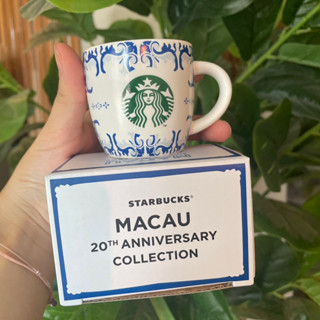 STARBUCKS®
MACAU
20TH ANNIVERSARY
COLLECTION